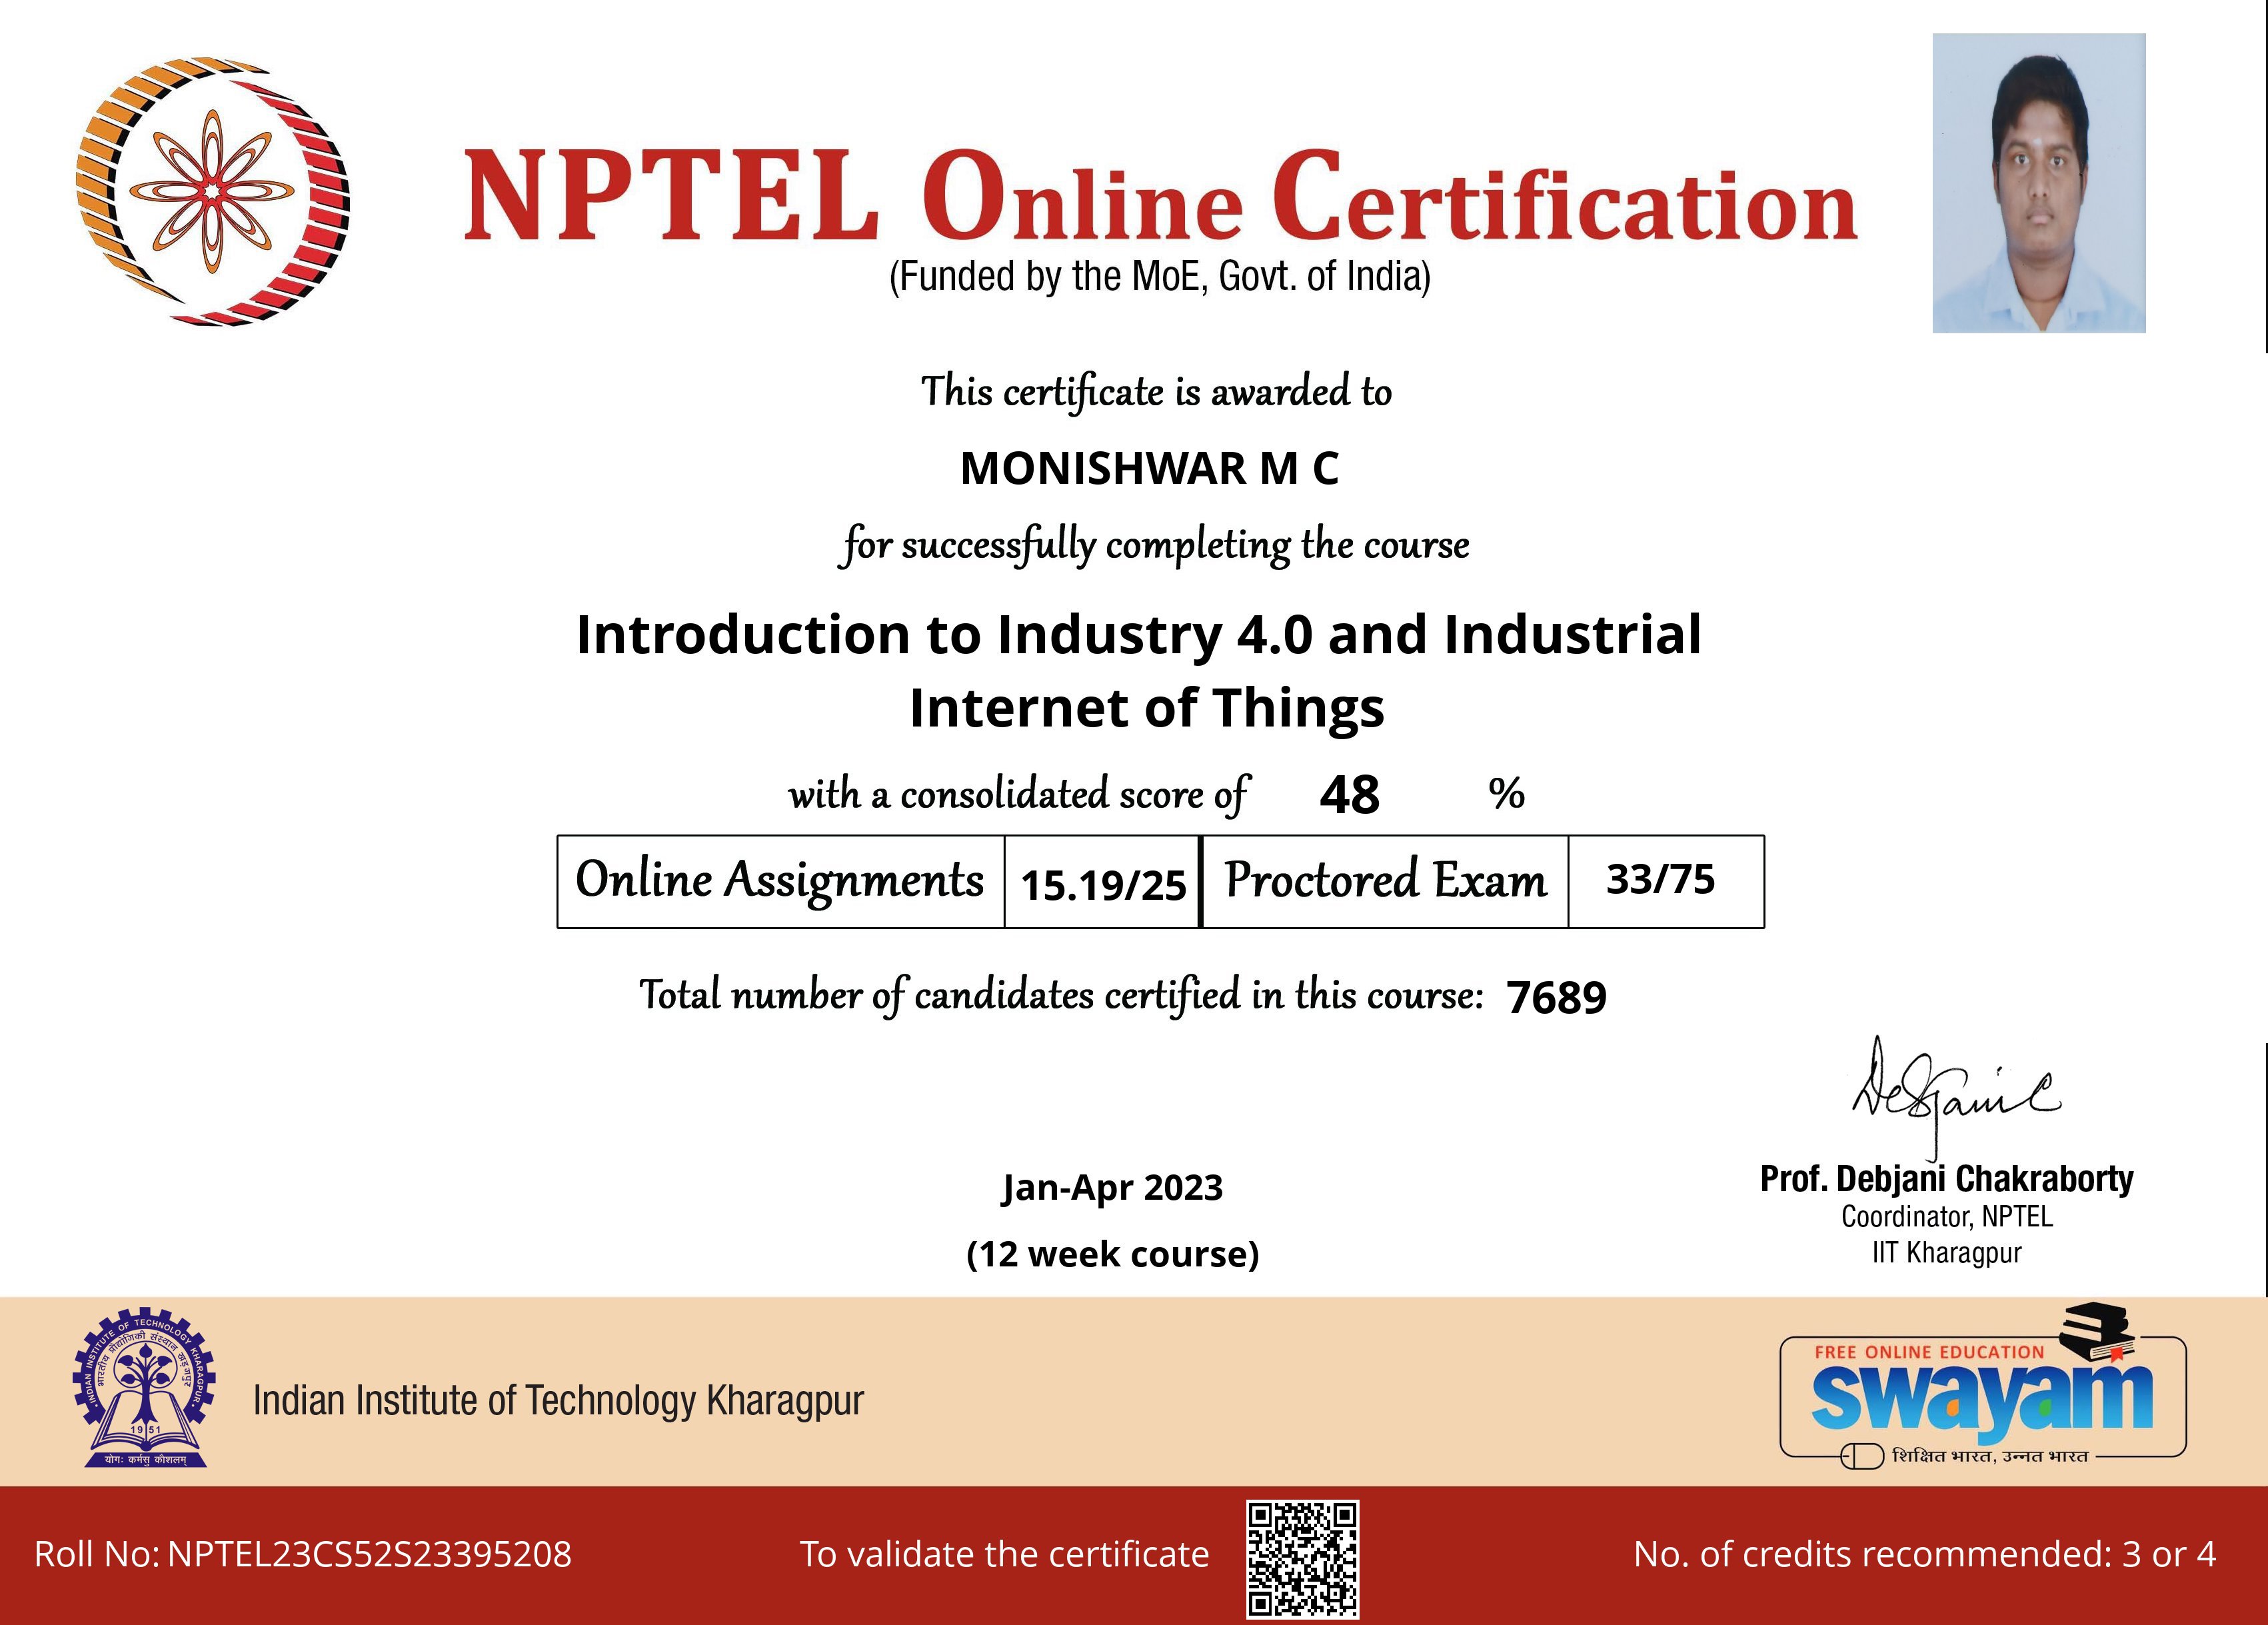 NPTEL Online Certification
(Funded by the MoE, Govt. of India)
This certificate is awarded to
MONISHWAR M C
for successfully completing the course
Introduction to Industry 4.0 and Industrial
Internet of Things
with a consolidated score of 48 %
Online Assignments 15.19/25 Proctored Exam 33/75
Total number of candidates certified in this course: 7689
Debjani C
Prof. Debjani Chakraborty
Coordinator, NPTEL
IIT Kharagpur
Jan-Apr 2023
(12 week course)
INDIAN INSTITUTE OF TECHNOLOGY KHARAGPUR
भारतीय प्रौद्योगिकी संस्थान खड़गपुर
1951
योगः कर्मसु कौशलम्
Indian Institute of Technology Kharagpur
FREE ONLINE EDUCATION
swayam
शिक्षित भारत, उन्नत भारत
Roll No: NPTEL23CS52S23395208
To validate the certificate
No. of credits recommended: 3 or 4